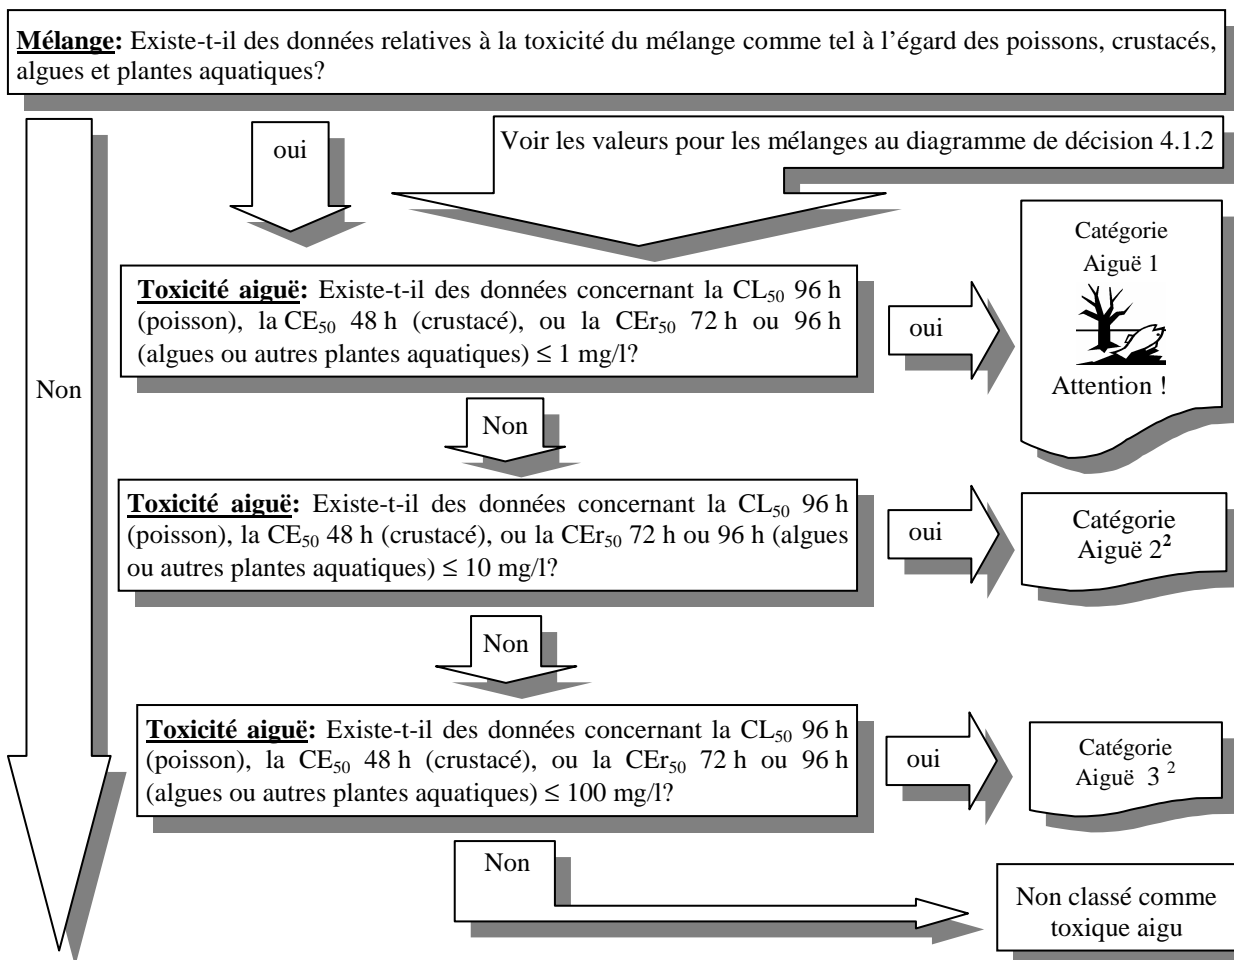 Mélange: Existe-t-il des données relatives à la toxicité du mélange comme tel à l'égard des poissons, crustacés,
algues et plantes aquatiques?
oui
Voir les valeurs pour les mélanges au diagramme de décision 4.1.2
Toxicité aiguë: Existe-t-il des données concernant la CL50 96 h
(poisson), la CE50 48 h (crustacé), ou la CEr50 72 h ou 96 h
(algues ou autres plantes aquatiques) ≤ 1 mg/l?
oui
Catégorie
Aiguë 1
Attention !
Non
Non
Toxicité aiguë: Existe-t-il des données concernant la CL50 96 h
(poisson), la CE50 48 h (crustacé), ou la CEr50 72 h ou 96 h (algues
ou autres plantes aquatiques) ≤ 10 mg/l?
oui
Catégorie
Aiguë 2²
Non
Toxicité aiguë: Existe-t-il des données concernant la CL50 96 h
(poisson), la CE50 48 h (crustacé), ou la CEr50 72 h ou 96 h
(algues ou autres plantes aquatiques) ≤ 100 mg/l?
oui
Catégorie
Aiguë 3 ²
Non
Non classé comme
toxique aigu